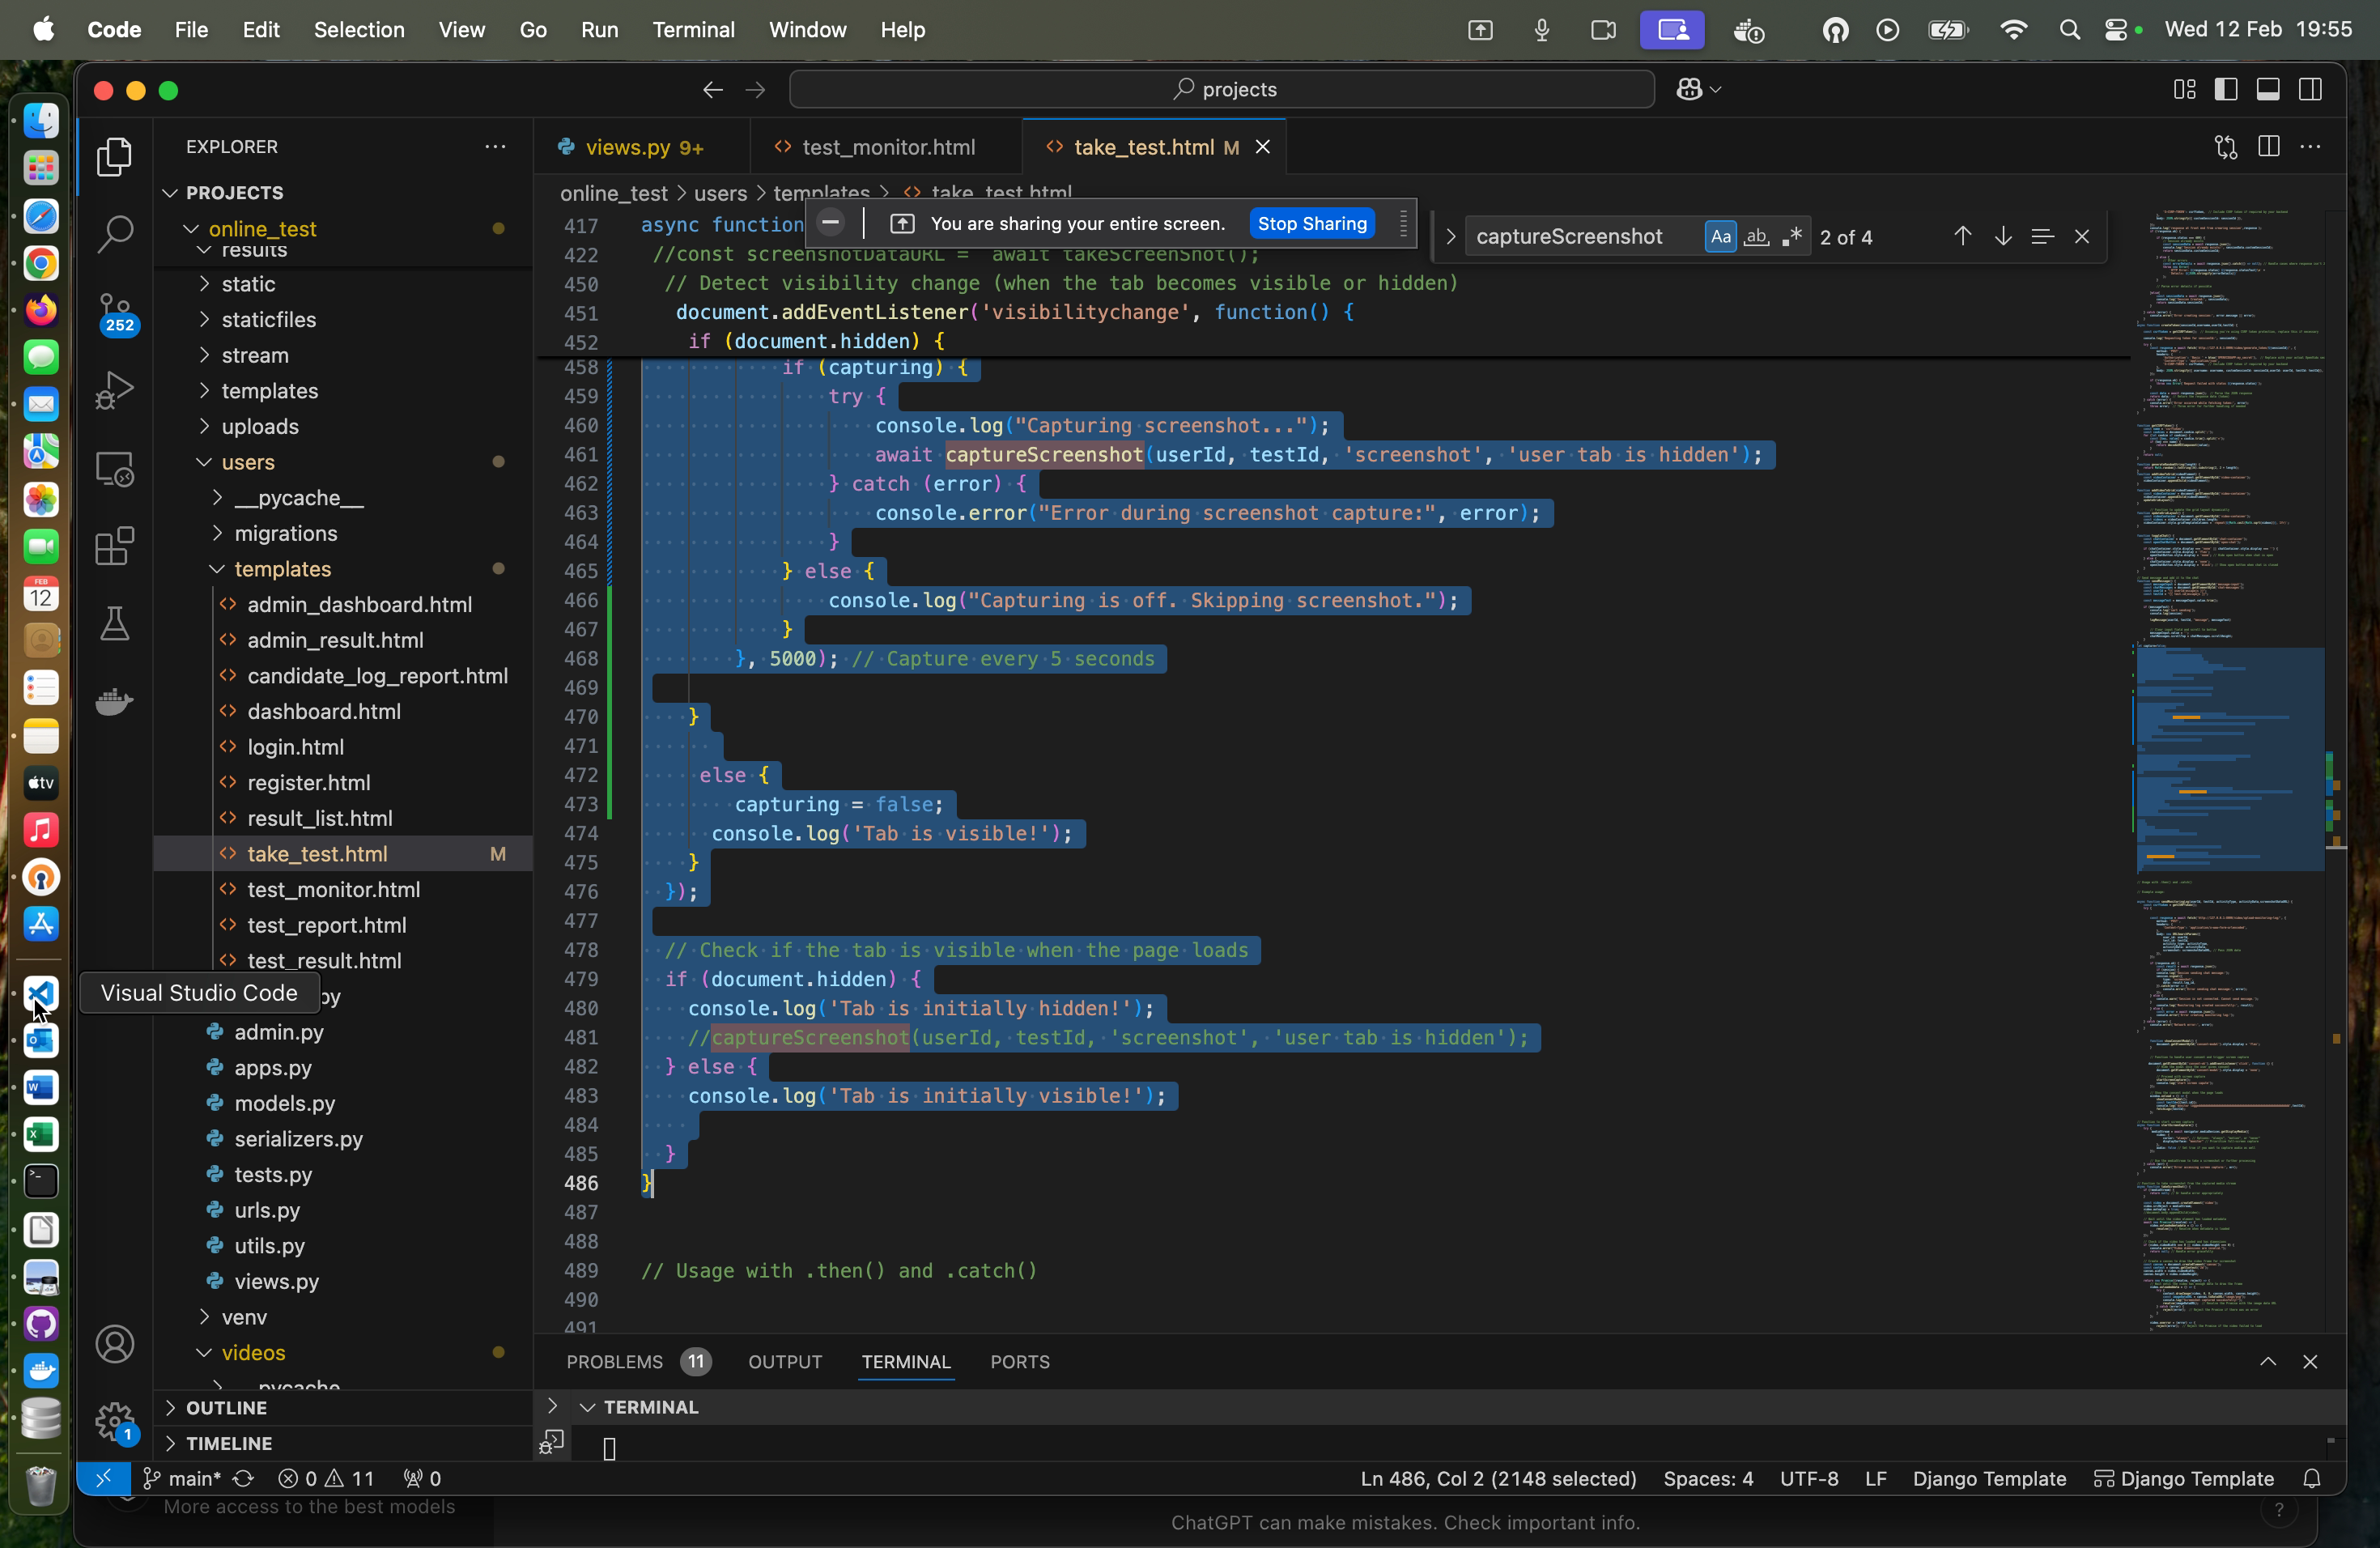 Code File Edit Selection View Go Run Terminal Window Help Wed 12 Feb 19:55
projects
EXPLORER
PROJECTS
online_test
results
static
staticfiles
stream
templates
uploads
users
__pycache__
migrations
templates
admin_dashboard.html
admin_result.html
candidate_log_report.html
dashboard.html
login.html
register.html
result_list.html
take_test.html M
test_monitor.html
test_report.html
test_result.html
py
admin.py
apps.py
models.py
serializers.py
tests.py
urls.py
utils.py
views.py
venv
videos
pycache
OUTLINE
TIMELINE
252
1
FEB
12
tv
Visual Studio Code
views.py 9+ test_monitor.html take_test.html M
online_test > users > templates > take_test.html
You are sharing your entire screen. Stop Sharing
captureScreenshot Aa ab .* 2 of 4
417 async function
422 //const screenshotDataURL = await takeScreenShot();
450 // Detect visibility change (when the tab becomes visible or hidden)
451 document.addEventListener('visibilitychange', function() {
452 if (document.hidden) {
458 if (capturing) {
459 try {
460 console.log("Capturing screenshot...");
461 await captureScreenshot(userId, testId, 'screenshot', 'user tab is hidden');
462 } catch (error) {
463 console.error("Error during screenshot capture:", error);
464 }
465 } else {
466 console.log("Capturing is off. Skipping screenshot.");
467 }
468 }, 5000); // Capture every 5 seconds
469
470 }
471
472 else {
473 capturing = false;
474 console.log('Tab is visible!');
475 }
476 });
477
478 // Check if the tab is visible when the page loads
479 if (document.hidden) {
480 console.log('Tab is initially hidden!');
481 //captureScreenshot(userId, testId, 'screenshot', 'user tab is hidden');
482 } else {
483 console.log('Tab is initially visible!');
484
485 }
486 }
487
488
489 // Usage with .then() and .catch()
490
491
PROBLEMS 11 OUTPUT TERMINAL PORTS
TERMINAL
main* 0 11 0 Ln 486, Col 2 (2148 selected) Spaces: 4 UTF-8 LF Django Template Django Template
More access to the best models
ChatGPT can make mistakes. Check important info.
?